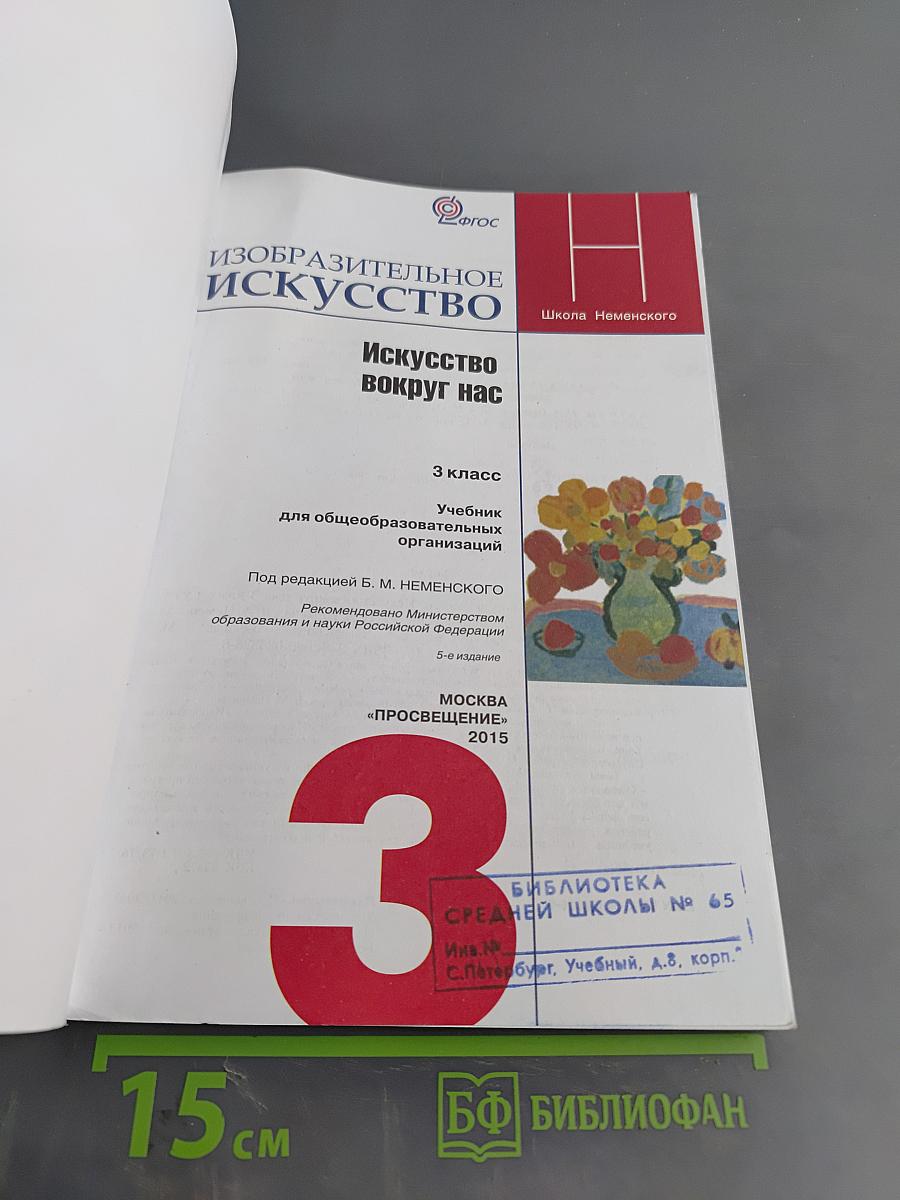 ФГОС
ИЗОБРАЗИТЕЛЬНОЕ
ИСКУССТВО
Н
Школа Неменского
Искусство
вокруг нас
3 класс
Учебник
для общеобразовательных
организаций
Под редакцией Б. М. НЕМЕНСКОГО
Рекомендовано Министерством
образования и науки Российской Федерации
5-е издание
МОСКВА
«ПРОСВЕЩЕНИЕ»
2015
3
БИБЛИОТЕКА
СРЕДНЕЙ ШКОЛЫ № 65
Инв.№
С.Петербург, Учебный, д.8, корп.
15 см
БФ БИБЛИОФАН